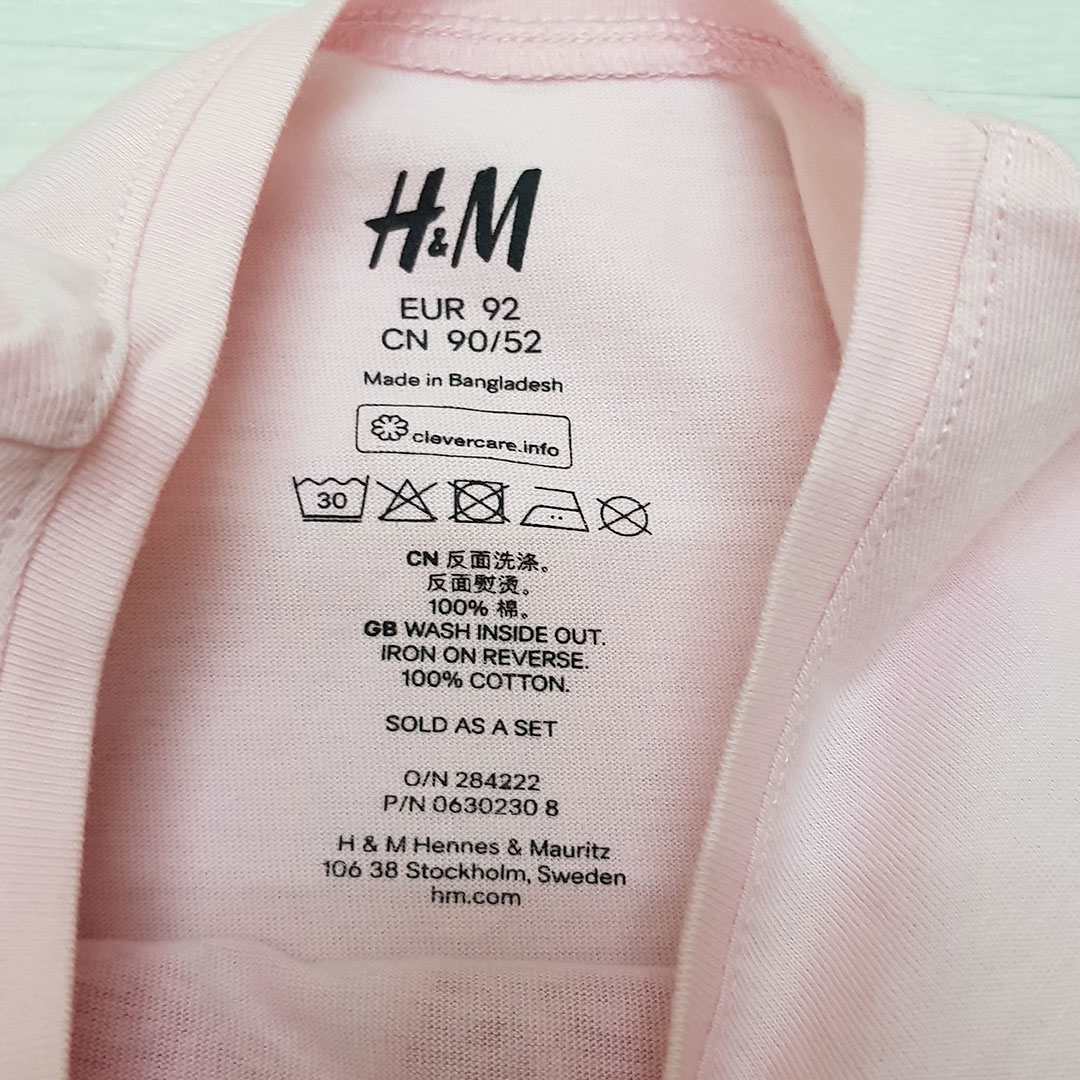 H&M
EUR 92
CN 90/52
Made in Bangladesh
clevercare.info
30
CN 反面洗涤。
反面熨烫。
100% 棉。
GB WASH INSIDE OUT.
IRON ON REVERSE.
100% COTTON.
SOLD AS A SET
O/N 284222
P/N 0630230 8
H & M Hennes & Mauritz
106 38 Stockholm, Sweden
hm.com